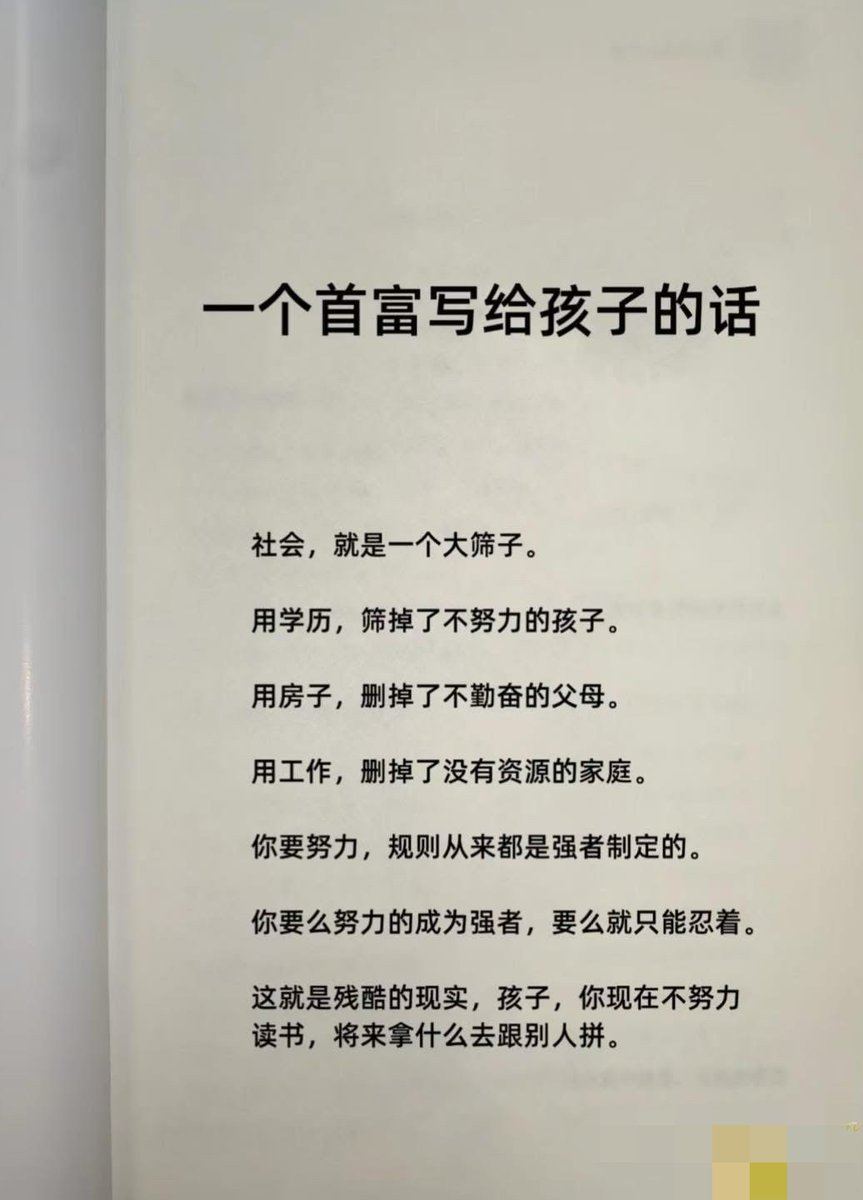 一个首富写给孩子的话
社会，就是一个大筛子。
用学历，筛掉了不努力的孩子。
用房子，删掉了不勤奋的父母。
用工作，删掉了没有资源的家庭。
你要努力，规则从来都是强者制定的。
你要么努力的成为强者，要么就只能忍着。
这就是残酷的现实，孩子，你现在不努力
读书，将来拿什么去跟别人拼。